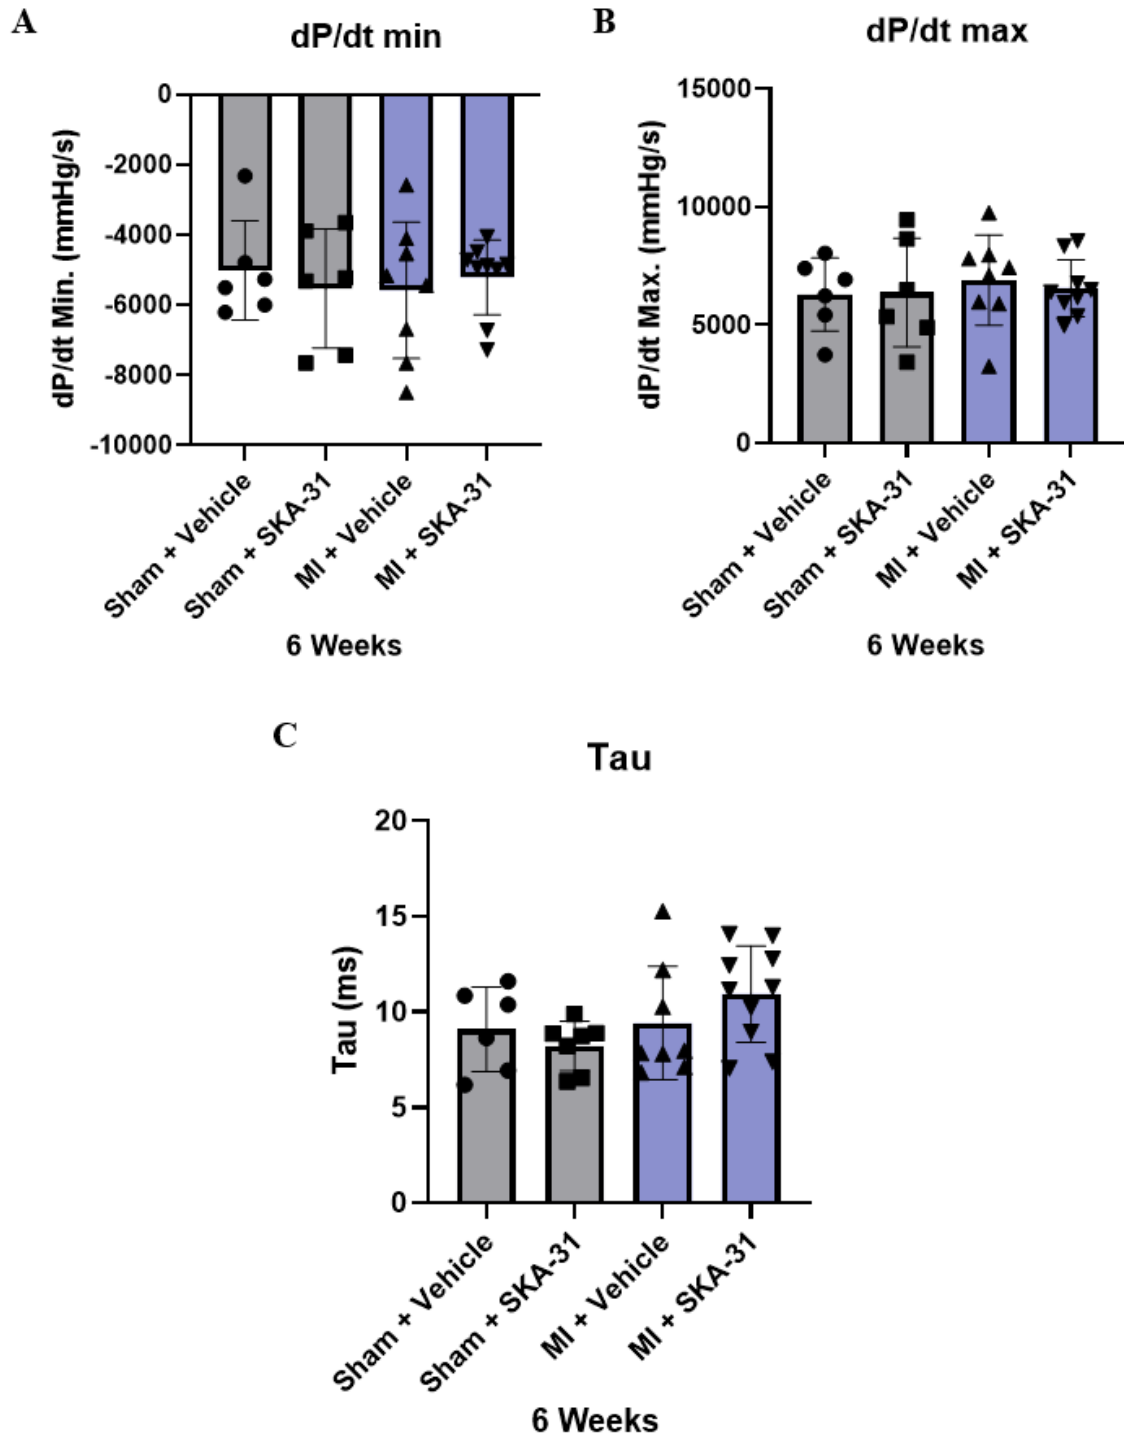 A
dP/dt min
dP/dt Min. (mmHg/s)
0
-2000
-4000
-6000
-8000
-10000
Sham + Vehicle
Sham + SKA-31
MI + Vehicle
MI + SKA-31
6 Weeks
B
dP/dt max
dP/dt Max. (mmHg/s)
15000
10000
5000
0
Sham + Vehicle
Sham + SKA-31
MI + Vehicle
MI + SKA-31
6 Weeks
C
Tau
Tau (ms)
20
15
10
5
0
Sham + Vehicle
Sham + SKA-31
MI + Vehicle
MI + SKA-31
6 Weeks